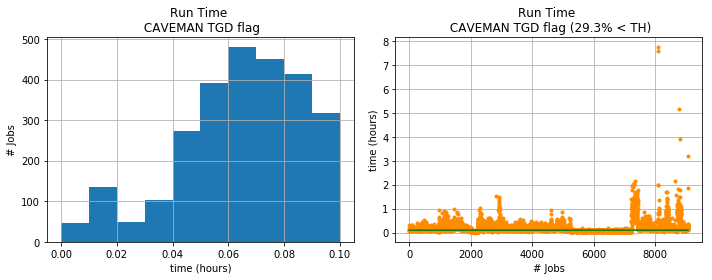 Run Time
CAVEMAN TGD flag
500
400
300
200
100
0
# Jobs
0.00 0.02 0.04 0.06 0.08 0.10
time (hours)
Run Time
CAVEMAN TGD flag (29.3% < TH)
8
7
6
5
4
3
2
1
0
time (hours)
0 2000 4000 6000 8000
# Jobs